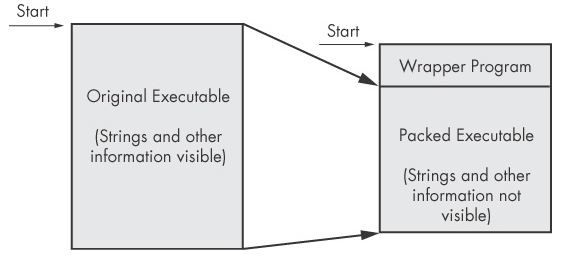 Start
Original Executable
(Strings and other
information visible)
Start
Wrapper Program
Packed Executable
(Strings and other
information not
visible)